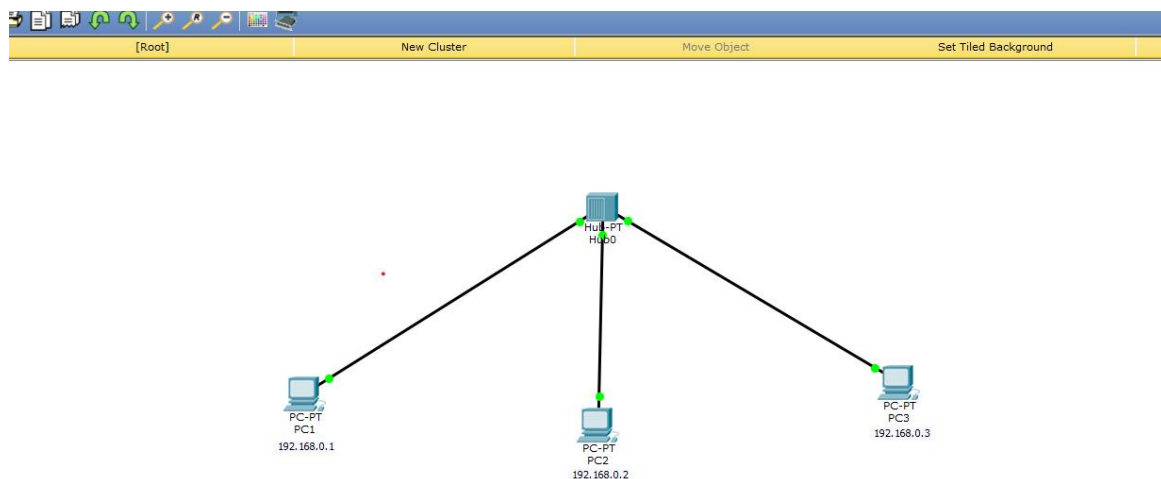 [Root]
New Cluster
Move Object
Set Tiled Background
Hub-PT
Hub0
PC-PT
PC1
192.168.0.1
PC-PT
PC2
192.168.0.2
PC-PT
PC3
192.168.0.3